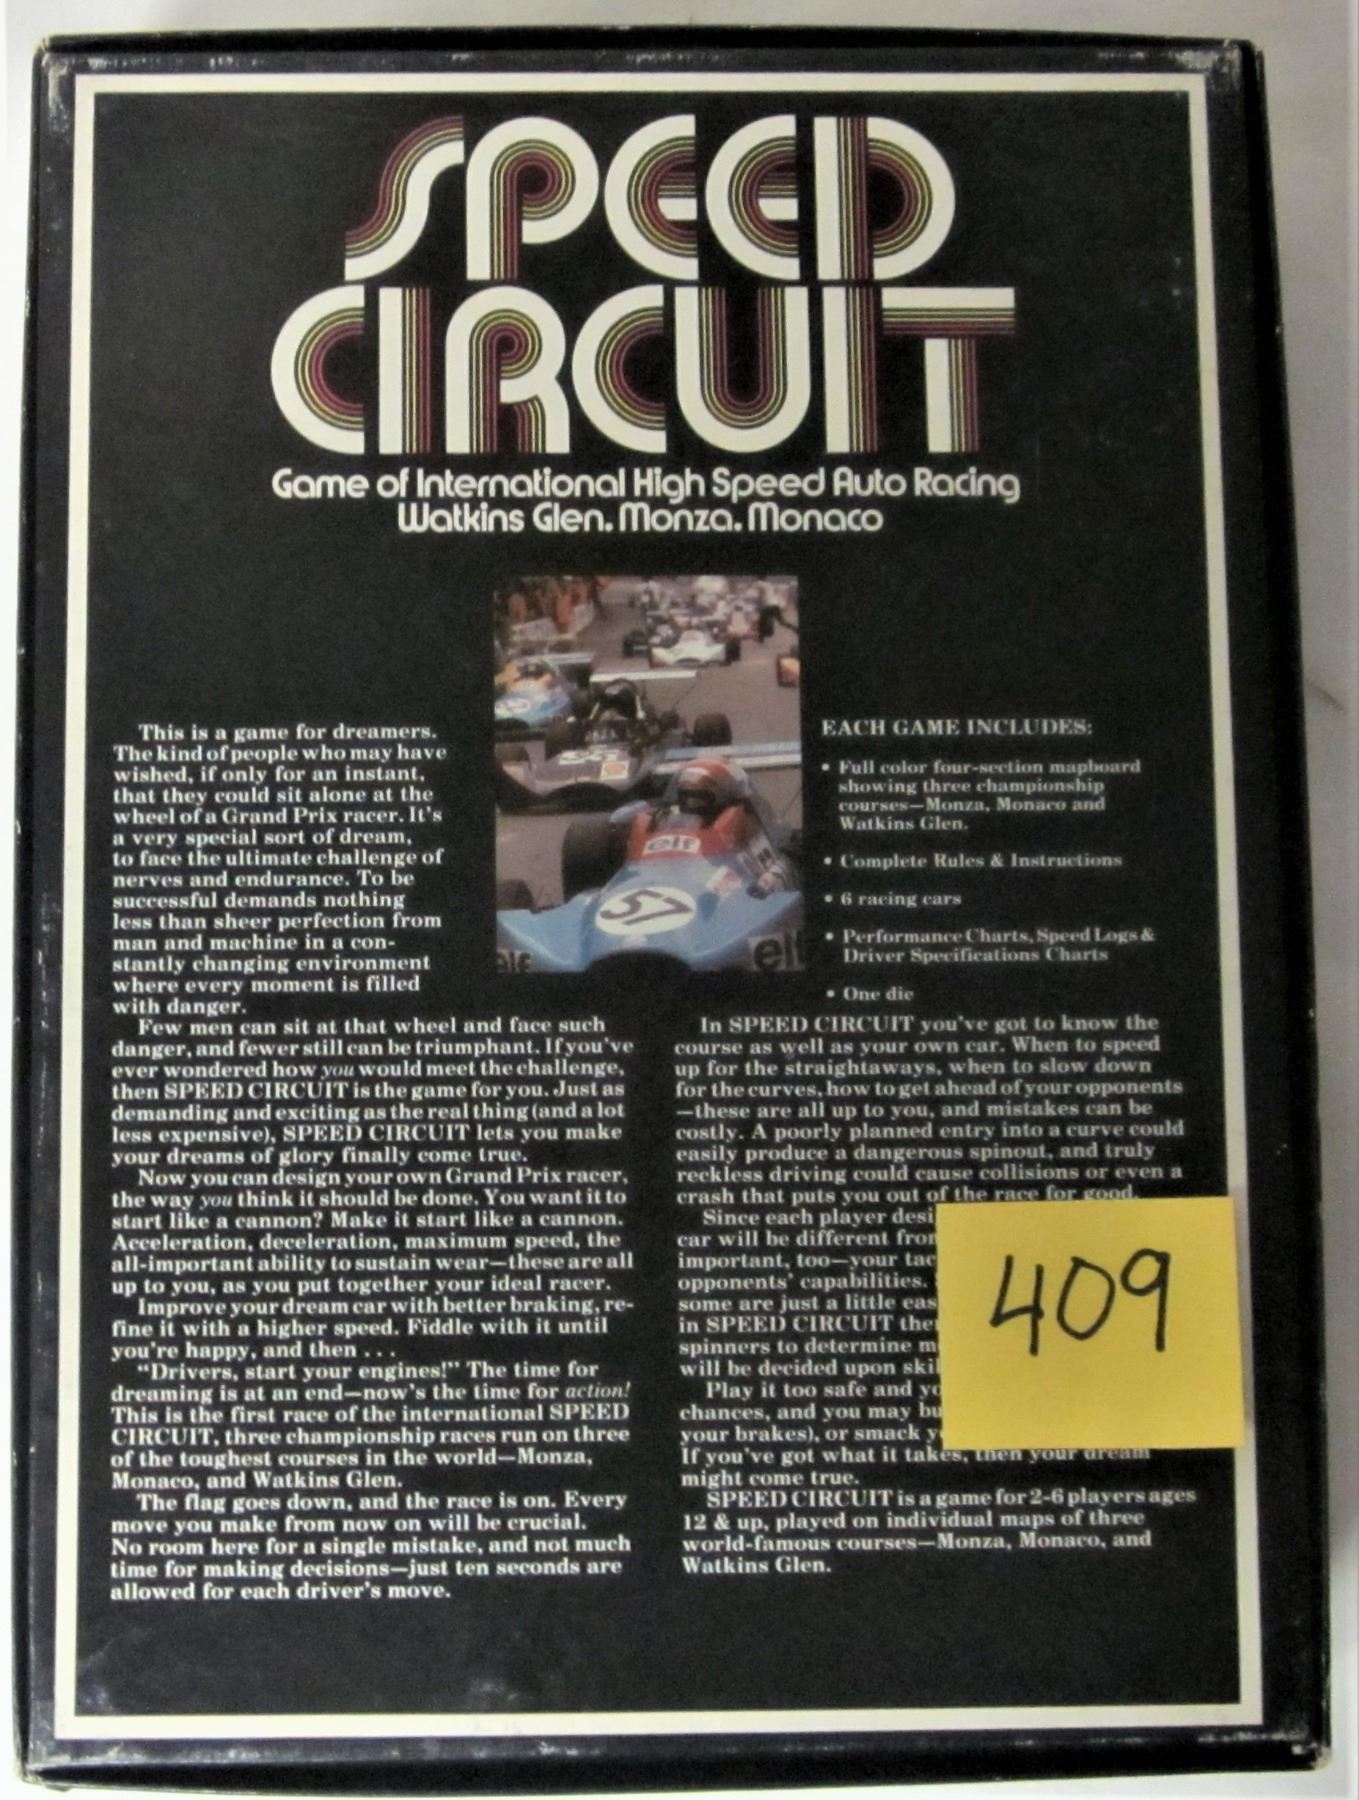 SPEED
CIRCUIT
Game of International High Speed Auto Racing
Watkins Glen. Monza. Monaco
elf
57
elf
elf
This is a game for dreamers.
The kind of people who may have
wished, if only for an instant,
that they could sit alone at the
wheel of a Grand Prix racer. It's
a very special sort of dream,
to face the ultimate challenge of
nerves and endurance. To be
successful demands nothing
less than sheer perfection from
man and machine in a con-
stantly changing environment
where every moment is filled
with danger.
Few men can sit at that wheel and face such
danger, and fewer still can be triumphant. If you've
ever wondered how you would meet the challenge,
then SPEED CIRCUIT is the game for you. Just as
demanding and exciting as the real thing (and a lot
less expensive), SPEED CIRCUIT lets you make
your dreams of glory finally come true.
Now you can design your own Grand Prix racer,
the way you think it should be done. You want it to
start like a cannon? Make it start like a cannon.
Acceleration, deceleration, maximum speed, the
all-important ability to sustain wear—these are all
up to you, as you put together your ideal racer.
Improve your dream car with better braking, re-
fine it with a higher speed. Fiddle with it until
you're happy, and then . . .
"Drivers, start your engines!" The time for
dreaming is at an end—now's the time for action!
This is the first race of the international SPEED
CIRCUIT, three championship races run on three
of the toughest courses in the world—Monza,
Monaco, and Watkins Glen.
The flag goes down, and the race is on. Every
move you make from now on will be crucial.
No room here for a single mistake, and not much
time for making decisions—just ten seconds are
allowed for each driver's move.
EACH GAME INCLUDES:
• Full color four-section mapboard
showing three championship
courses—Monza, Monaco and
Watkins Glen.
• Complete Rules & Instructions
• 6 racing cars
• Performance Charts, Speed Logs &
Driver Specifications Charts
• One die
In SPEED CIRCUIT you've got to know the
course as well as your own car. When to speed
up for the straightaways, when to slow down
for the curves, how to get ahead of your opponents
—these are all up to you, and mistakes can be
costly. A poorly planned entry into a curve could
easily produce a dangerous spinout, and truly
reckless driving could cause collisions or even a
crash that puts you out of the race for good.
Since each player
car will be different
important, too—your
opponents' capabilities.
some are just a little
in SPEED CIRCUIT
spinners to determine
will be decided upon
Play it too safe and
chances, and you may
your brakes), or smack
If you've got what it takes, then your dream
might come true.
SPEED CIRCUIT is a game for 2-6 players ages
12 & up, played on individual maps of three
world-famous courses—Monza, Monaco, and
Watkins Glen.
409